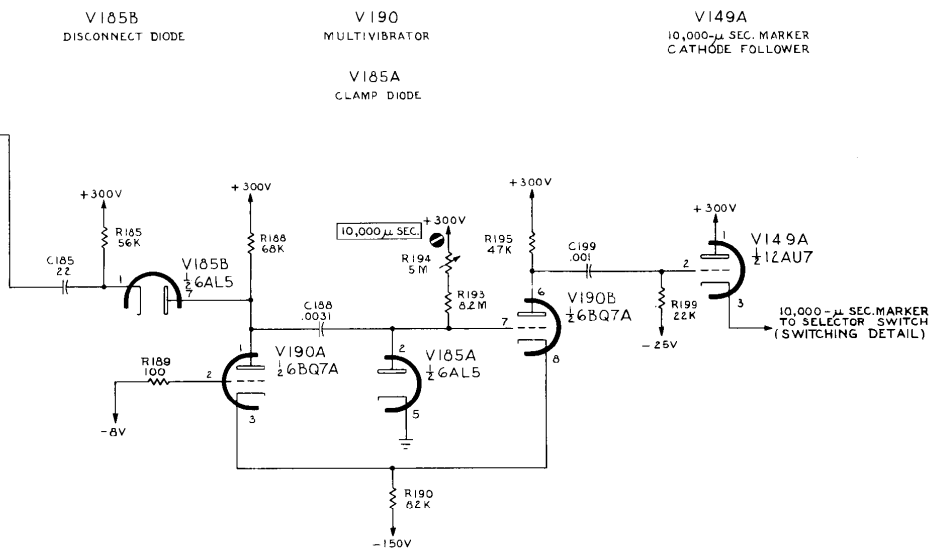 V185B
DISCONNECT DIODE
V190
MULTIVIBRATOR
V185A
CLAMP DIODE
V149A
10,000-μ SEC. MARKER
CATHODE FOLLOWER
+300V
R185
56K
C185
22
1
V185B
½6AL5
7
+300V
R188
68K
C188
.0031
10,000 μ SEC.
+300V
R194
5M
R193
8.2M
+300V
R195
47K
C199
.001
+300V
1
V149A
½12AU7
2
3
R199
22K
-25V
10,000-μ SEC. MARKER
TO SELECTOR SWITCH
(SWITCHING DETAIL)
6
V190B
½6BQ7A
7
8
1
V190A
½6BQ7A
2
3
R189
100
-8V
2
V185A
½6AL5
5
R190
82K
-150V